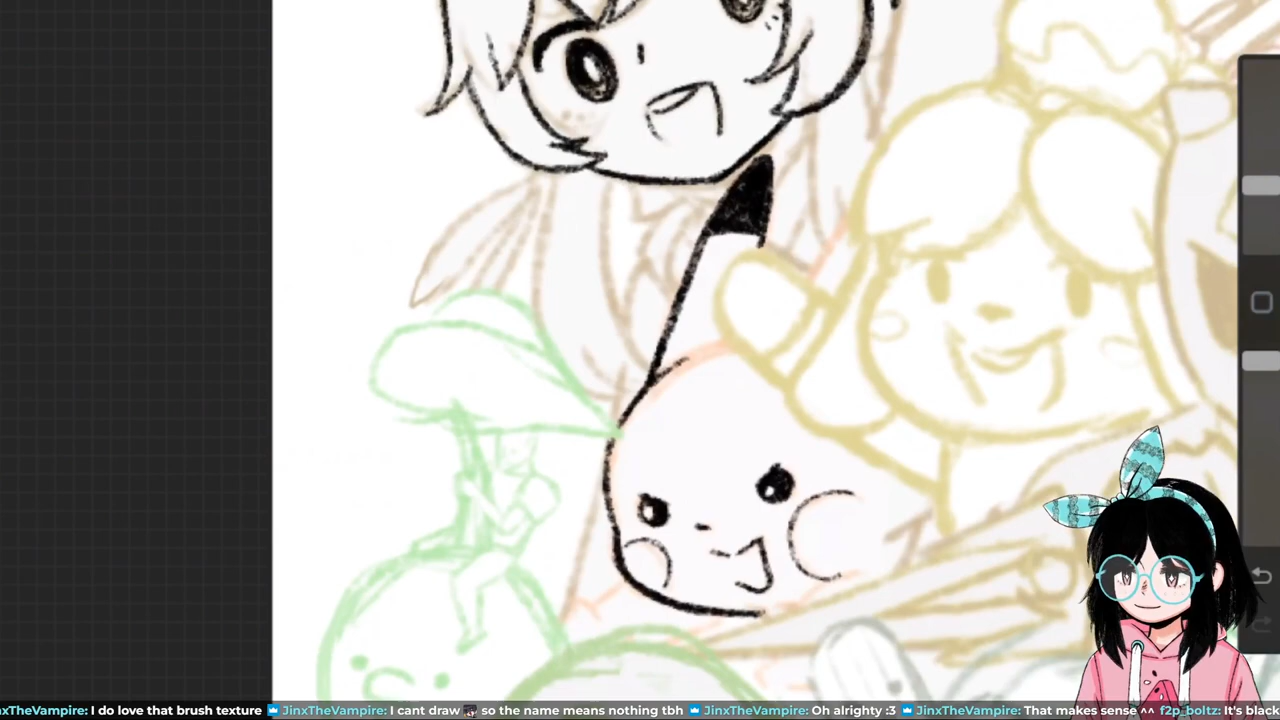 xTheVampire: I do love that brush texture JinxTheVampire: I cant draw so the name means nothing tbh JinxTheVampire: Oh alrighty :3 JinxTheVampire: That makes sense ^^ f2p_boltz: It's black